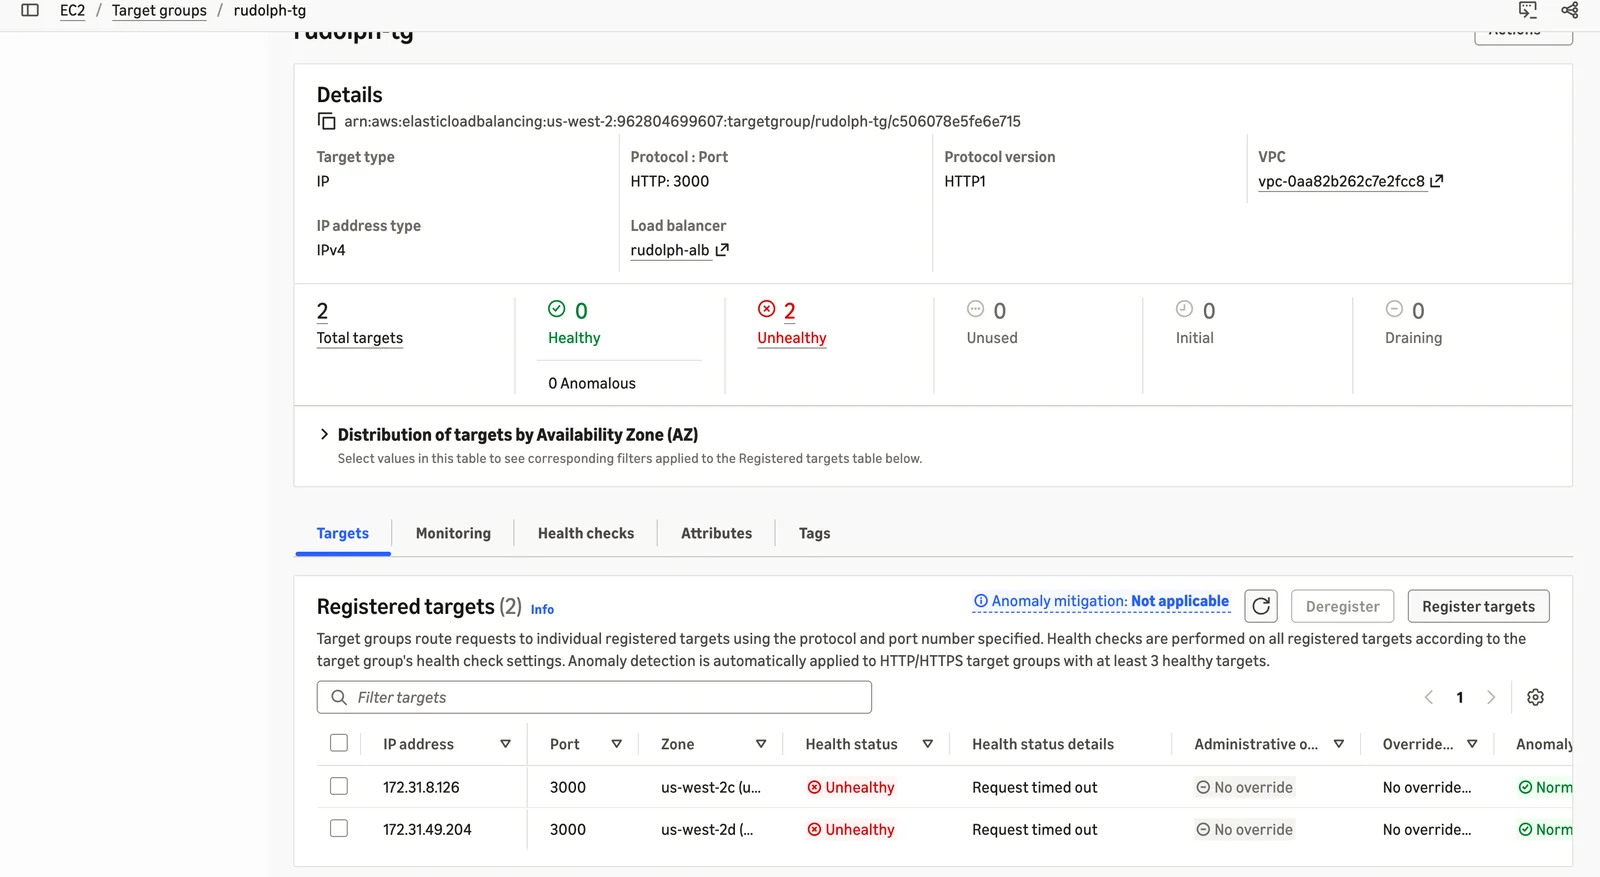 EC2 / Target groups / rudolph-tg
rudolph-tg
Actions
Details
arn:aws:elasticloadbalancing:us-west-2:962804699607:targetgroup/rudolph-tg/c506078e5fe6e715
Target type
IP
Protocol : Port
HTTP: 3000
Protocol version
HTTP1
VPC
vpc-0aa82b262c7e2fcc8
IP address type
IPv4
Load balancer
rudolph-alb
2
Total targets
0
Healthy
0 Anomalous
2
Unhealthy
0
Unused
0
Initial
0
Draining
Distribution of targets by Availability Zone (AZ)
Select values in this table to see corresponding filters applied to the Registered targets table below.
Targets Monitoring Health checks Attributes Tags
Registered targets (2) Info
Anomaly mitigation: Not applicable
Deregister
Register targets
Target groups route requests to individual registered targets using the protocol and port number specified. Health checks are performed on all registered targets according to the
target group's health check settings. Anomaly detection is automatically applied to HTTP/HTTPS target groups with at least 3 healthy targets.
Filter targets
1
IP address Port Zone Health status Health status details Administrative o... Override... Anomaly
172.31.8.126 3000 us-west-2c (u... Unhealthy Request timed out No override No override... Norm
172.31.49.204 3000 us-west-2d (... Unhealthy Request timed out No override No override... Norm